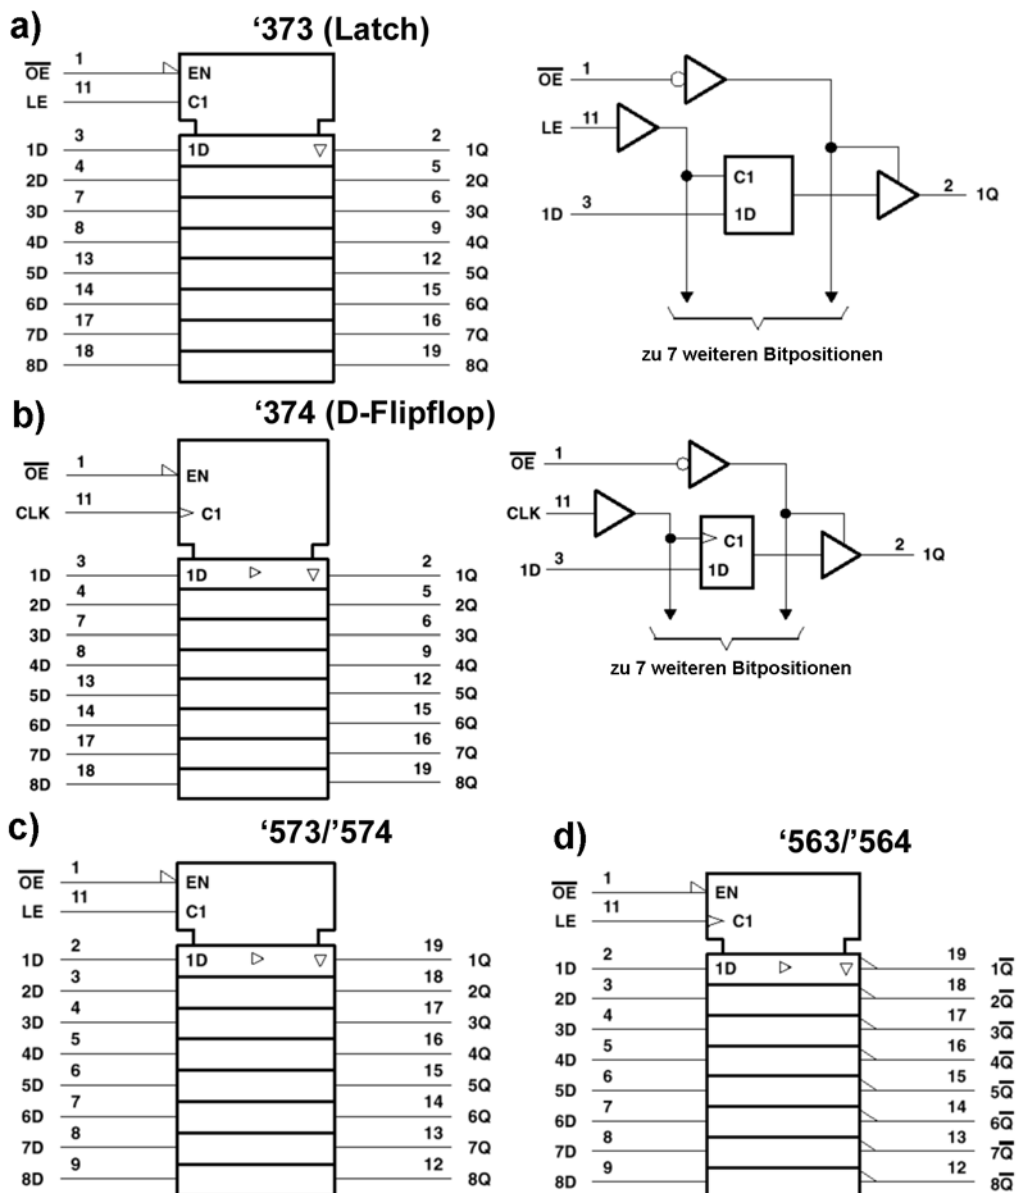 a) ‘373 (Latch)
O̅E̅ 1 EN
LE 11 C1
1D 3 1D ▽ 2 1Q
2D 4 5 2Q
3D 7 6 3Q
4D 8 9 4Q
5D 13 12 5Q
6D 14 15 6Q
7D 17 16 7Q
8D 18 19 8Q
O̅E̅ 1
LE 11
C1
1D 3 1D 2 1Q
zu 7 weiteren Bitpositionen
b) ‘374 (D-Flipflop)
O̅E̅ 1 EN
CLK 11 C1
1D 3 1D ▷ ▽ 2 1Q
2D 4 5 2Q
3D 7 6 3Q
4D 8 9 4Q
5D 13 12 5Q
6D 14 15 6Q
7D 17 16 7Q
8D 18 19 8Q
O̅E̅ 1
CLK 11
C1
1D 3 1D 2 1Q
zu 7 weiteren Bitpositionen
c) ‘573/’574
O̅E̅ 1 EN
LE 11 C1
1D 2 1D ▷ ▽ 19 1Q
2D 3 18 2Q
3D 4 17 3Q
4D 5 16 4Q
5D 6 15 5Q
6D 7 14 6Q
7D 8 13 7Q
8D 9 12 8Q
d) ‘563/’564
O̅E̅ 1 EN
LE 11 C1
1D 2 1D ▷ ▽ 19 1Q̅
2D 3 18 2Q̅
3D 4 17 3Q̅
4D 5 16 4Q̅
5D 6 15 5Q̅
6D 7 14 6Q̅
7D 8 13 7Q̅
8D 9 12 8Q̅